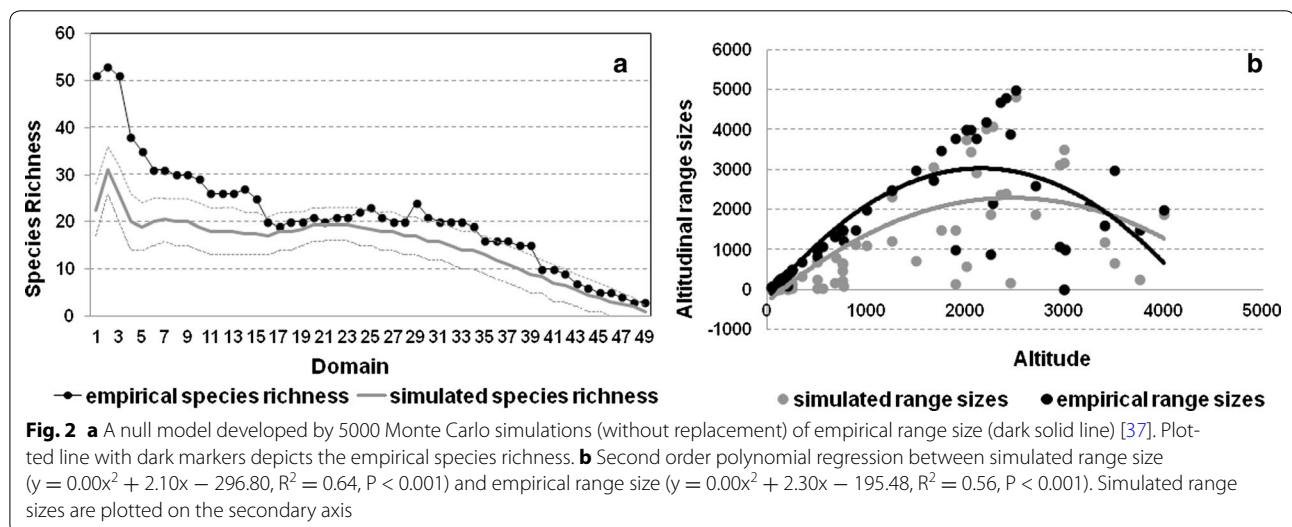 60
50
40
30
20
10
0
Species Richness
a
1 3 5 7 9 11 13 15 17 19 21 23 25 27 29 31 33 35 37 39 41 43 45 47 49
Domain
empirical species richness simulated species richness
6000
5000
4000
3000
2000
1000
0
-1000
Altitudinal range sizes
b
0 1000 2000 3000 4000 5000
Altitude
simulated range sizes empirical range sizes
Fig. 2 a A null model developed by 5000 Monte Carlo simulations (without replacement) of empirical range size (dark solid line) [37]. Plot-
ted line with dark markers depicts the empirical species richness. b Second order polynomial regression between simulated range size
(y = 0.00x² + 2.10x − 296.80, R² = 0.64, P < 0.001) and empirical range size (y = 0.00x² + 2.30x − 195.48, R² = 0.56, P < 0.001). Simulated range
sizes are plotted on the secondary axis